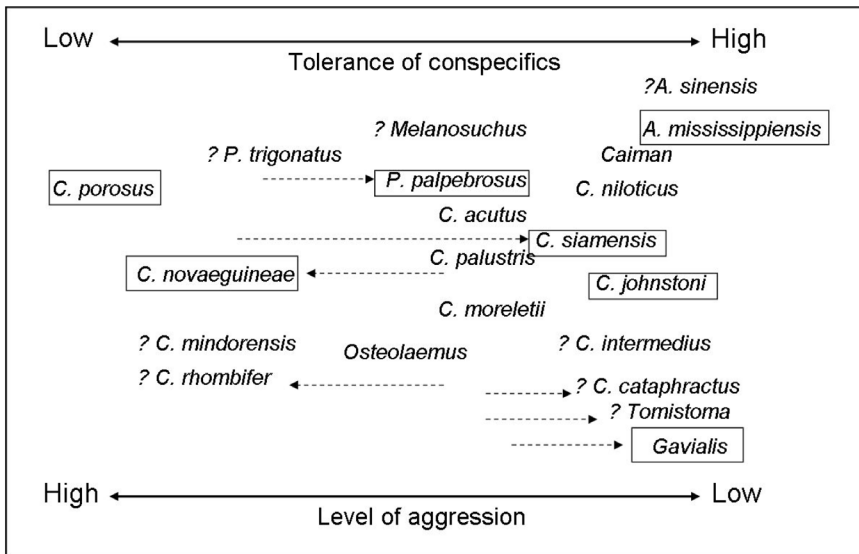 Low High
Tolerance of conspecifics
?A. sinensis
? Melanosuchus A. mississippiensis
? P. trigonatus Caiman
C. porosus P. palpebrosus C. niloticus
C. acutus
C. siamensis
C. palustris
C. novaeguineae C. johnstoni
C. moreletii
? C. mindorensis Osteolaemus ? C. intermedius
? C. rhombifer ? C. cataphractus
? Tomistoma
Gavialis
High Low
Level of aggression